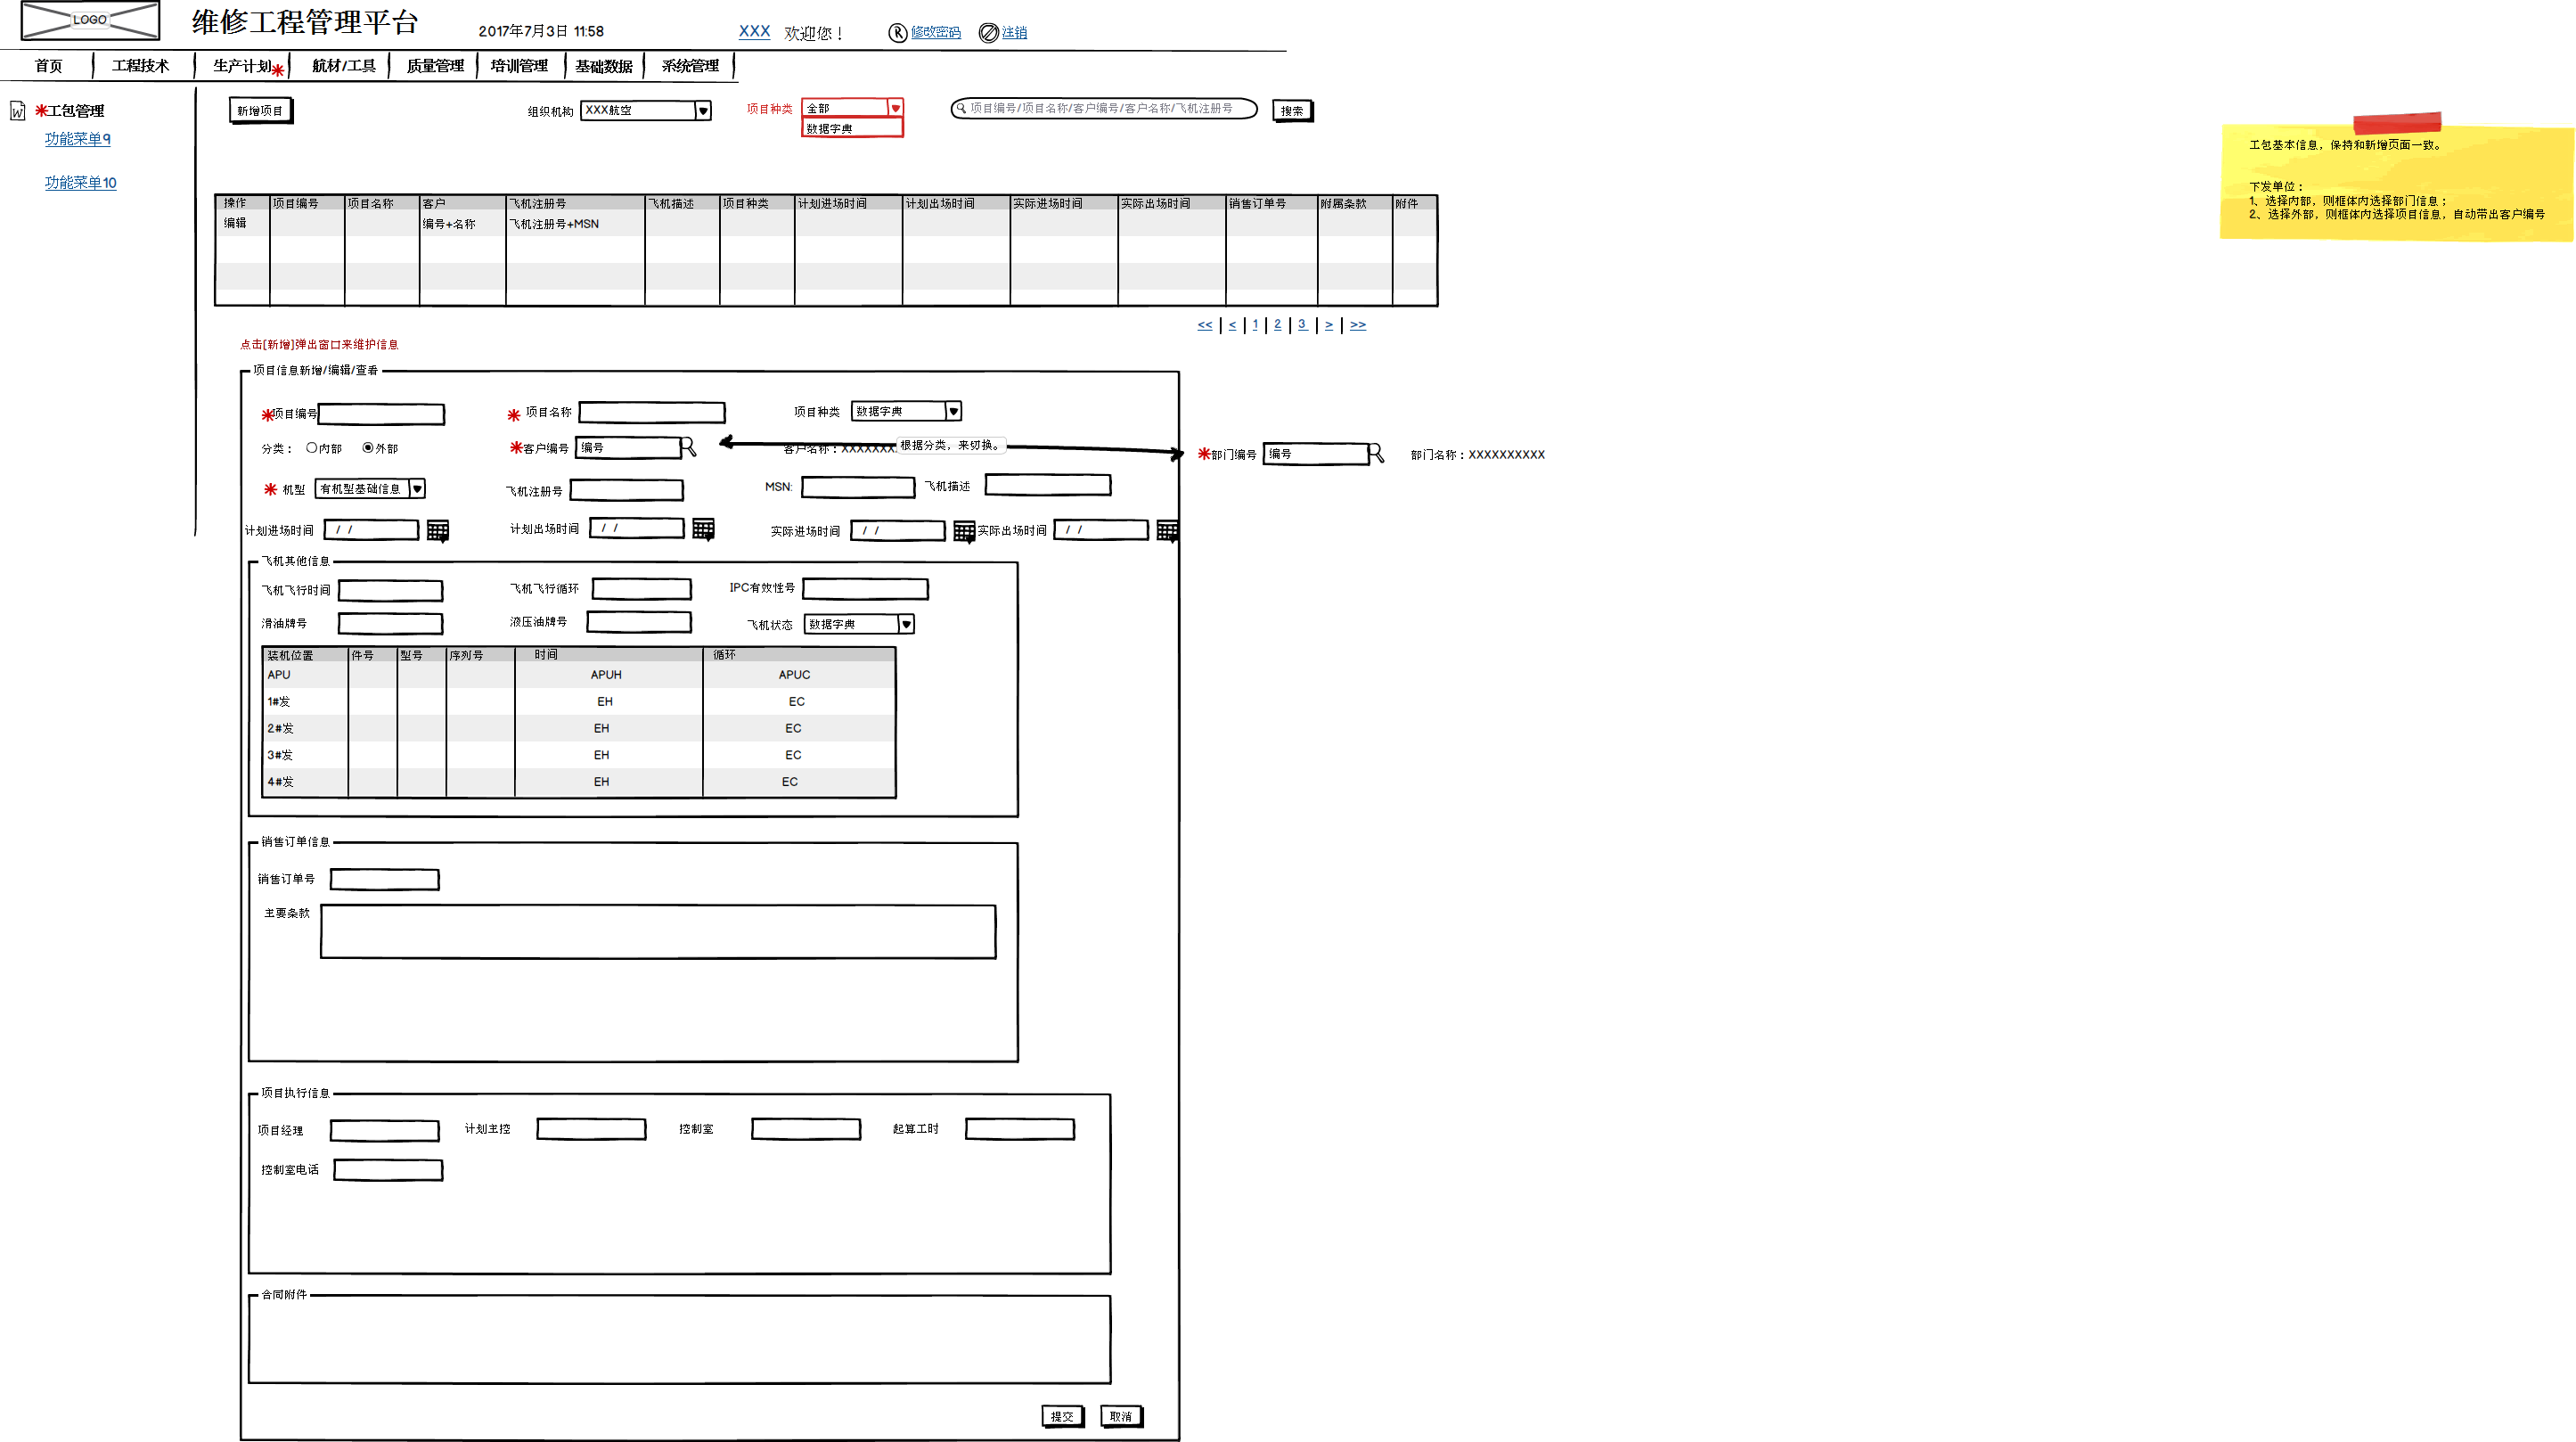 LOGO 维修工程管理平台 2017年7月3日 11:58 XXX 欢迎您！ 修改密码 注销
首页 工程技术 生产计划 航材/工具 质量管理 培训管理 基础数据 系统管理
工包管理
功能菜单9
功能菜单10
新增项目 组织机构 XXX航空 项目种类 全部 项目编号/项目名称/客户编号/客户名称/飞机注册号 搜索
数据字典
工包基本信息，保持和新增页面一致。
下发单位：
1、选择内部，则框体内选择部门信息；
2、选择外部，则框体内选择项目信息，自动带出客户编号
操作 项目编号 项目名称 客户 飞机注册号 飞机描述 项目种类 计划进场时间 计划出场时间 实际进场时间 实际出场时间 销售订单号 附属条款 附件
编辑 编号+名称 飞机注册号+MSN
<< < 1 2 3 > >>
点击[新增]弹出窗口来维护信息
项目信息新增/编辑/查看
项目编号 项目名称 项目种类 数据字典
分类： 内部 外部 客户编号 编号 客户名称：XXXXXXX 根据分类，来切换。 部门编号 编号 部门名称：XXXXXXXXXX
机型 有机型基础信息 飞机注册号 MSN: 飞机描述
计划进场时间 / / 计划出场时间 / / 实际进场时间 / / 实际出场时间 / /
飞机其他信息
飞机飞行时间 飞机飞行循环 IPC有效性号
滑油牌号 液压油牌号 飞机状态 数据字典
装机位置 件号 型号 序列号 时间 循环
APU APUH APUC
1#发 EH EC
2#发 EH EC
3#发 EH EC
4#发 EH EC
销售订单信息
销售订单号
主要条款
项目执行信息
项目经理 计划主控 控制室 起算工时
控制室电话
合同附件
提交 取消